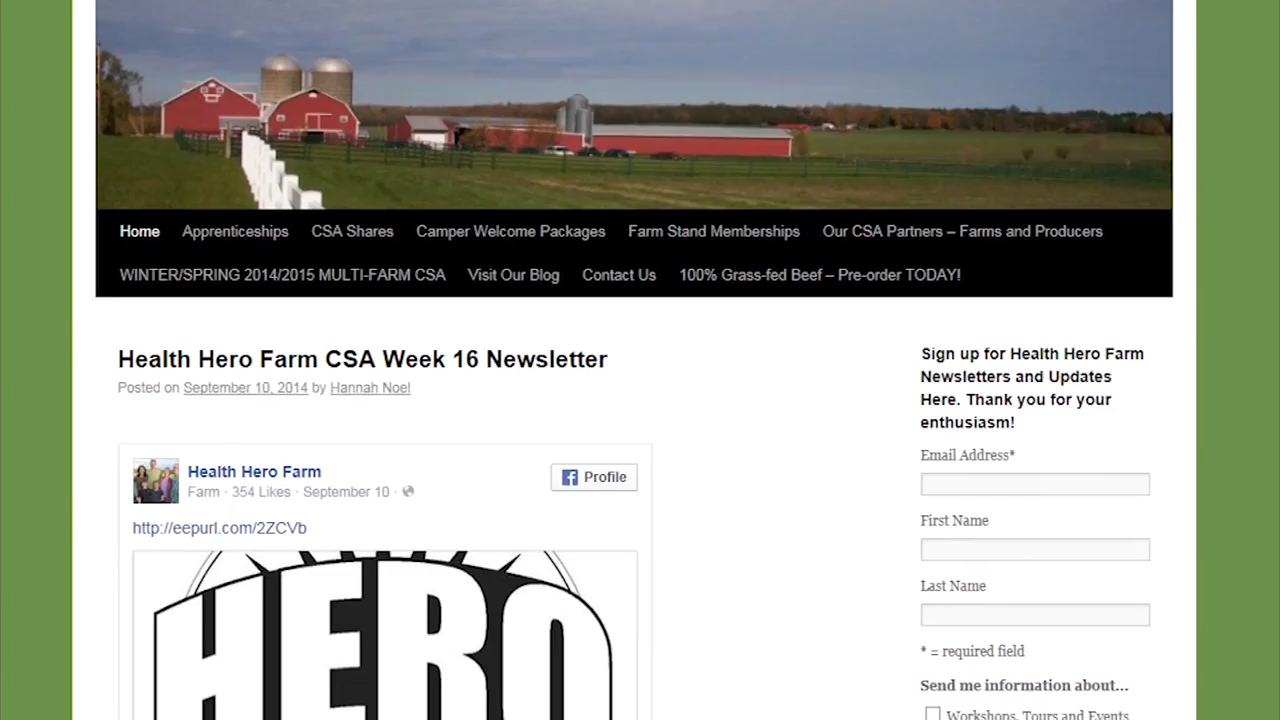 Home Apprenticeships CSA Shares Camper Welcome Packages Farm Stand Memberships Our CSA Partners – Farms and Producers
WINTER/SPRING 2014/2015 MULTI-FARM CSA Visit Our Blog Contact Us 100% Grass-fed Beef – Pre-order TODAY!
Health Hero Farm CSA Week 16 Newsletter
Posted on September 10, 2014 by Hannah Noel
Health Hero Farm
Farm · 354 Likes · September 10 ·
Profile
http://eepurl.com/2ZCVb
HERO
Sign up for Health Hero Farm
Newsletters and Updates
Here. Thank you for your
enthusiasm!
Email Address*
First Name
Last Name
* = required field
Send me information about...
Workshops, Tours and Events